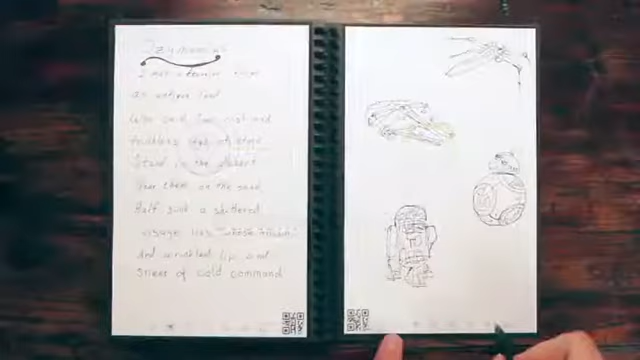 Ozymandias
I met a traveller from
an antique land
Who said Two vast and
trunkless legs of stone
Stand in the desert
Near them on the sand
Half sunk a shattered
visage lies whose frown
And wrinkled lip and
sneer of cold command